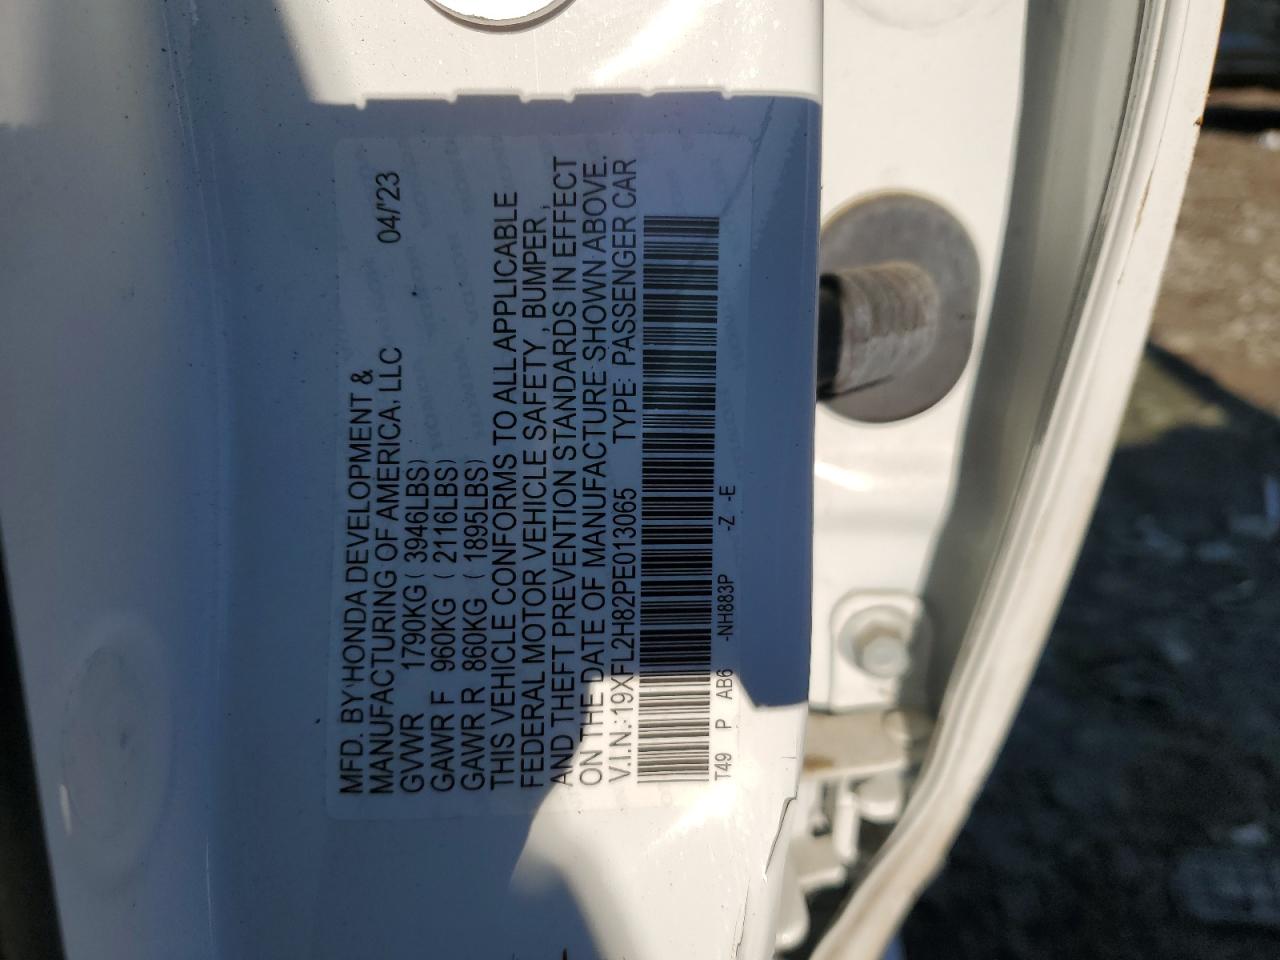 MFD. BY HONDA DEVELOPMENT &
MANUFACTURING OF AMERICA, LLC 04/'23
GVWR 1790KG ( 3946LBS)
GAWR F 960KG ( 2116LBS)
GAWR R 860KG ( 1895LBS)
THIS VEHICLE CONFORMS TO ALL APPLICABLE
FEDERAL MOTOR VEHICLE SAFETY, BUMPER,
AND THEFT PREVENTION STANDARDS IN EFFECT
ON THE DATE OF MANUFACTURE SHOWN ABOVE.
V.I.N.: 19XFL2H82PE013065 TYPE: PASSENGER CAR
T49 P AB6 -NH883P -Z -E